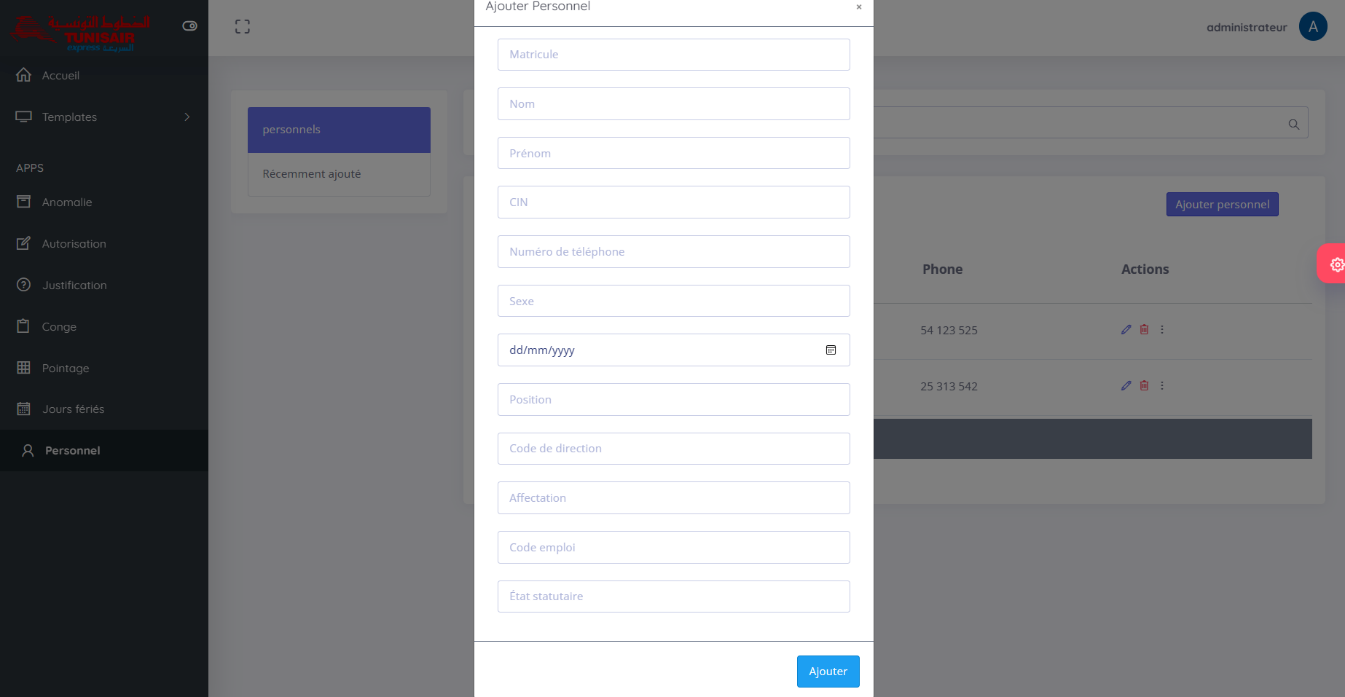 Ajouter Personnel
×
الخطوط التونسية
TUNISAIR
express السريعة
administrateur
A
Accueil
Templates
APPS
Anomalie
Autorisation
Justification
Conge
Pointage
Jours fériés
Personnel
personnels
Récemment ajouté
Matricule
Nom
Prénom
CIN
Numéro de téléphone
Sexe
dd/mm/yyyy
Position
Code de direction
Affectation
Code emploi
État statutaire
Ajouter
Ajouter personnel
Phone Actions
54 123 525
25 313 542